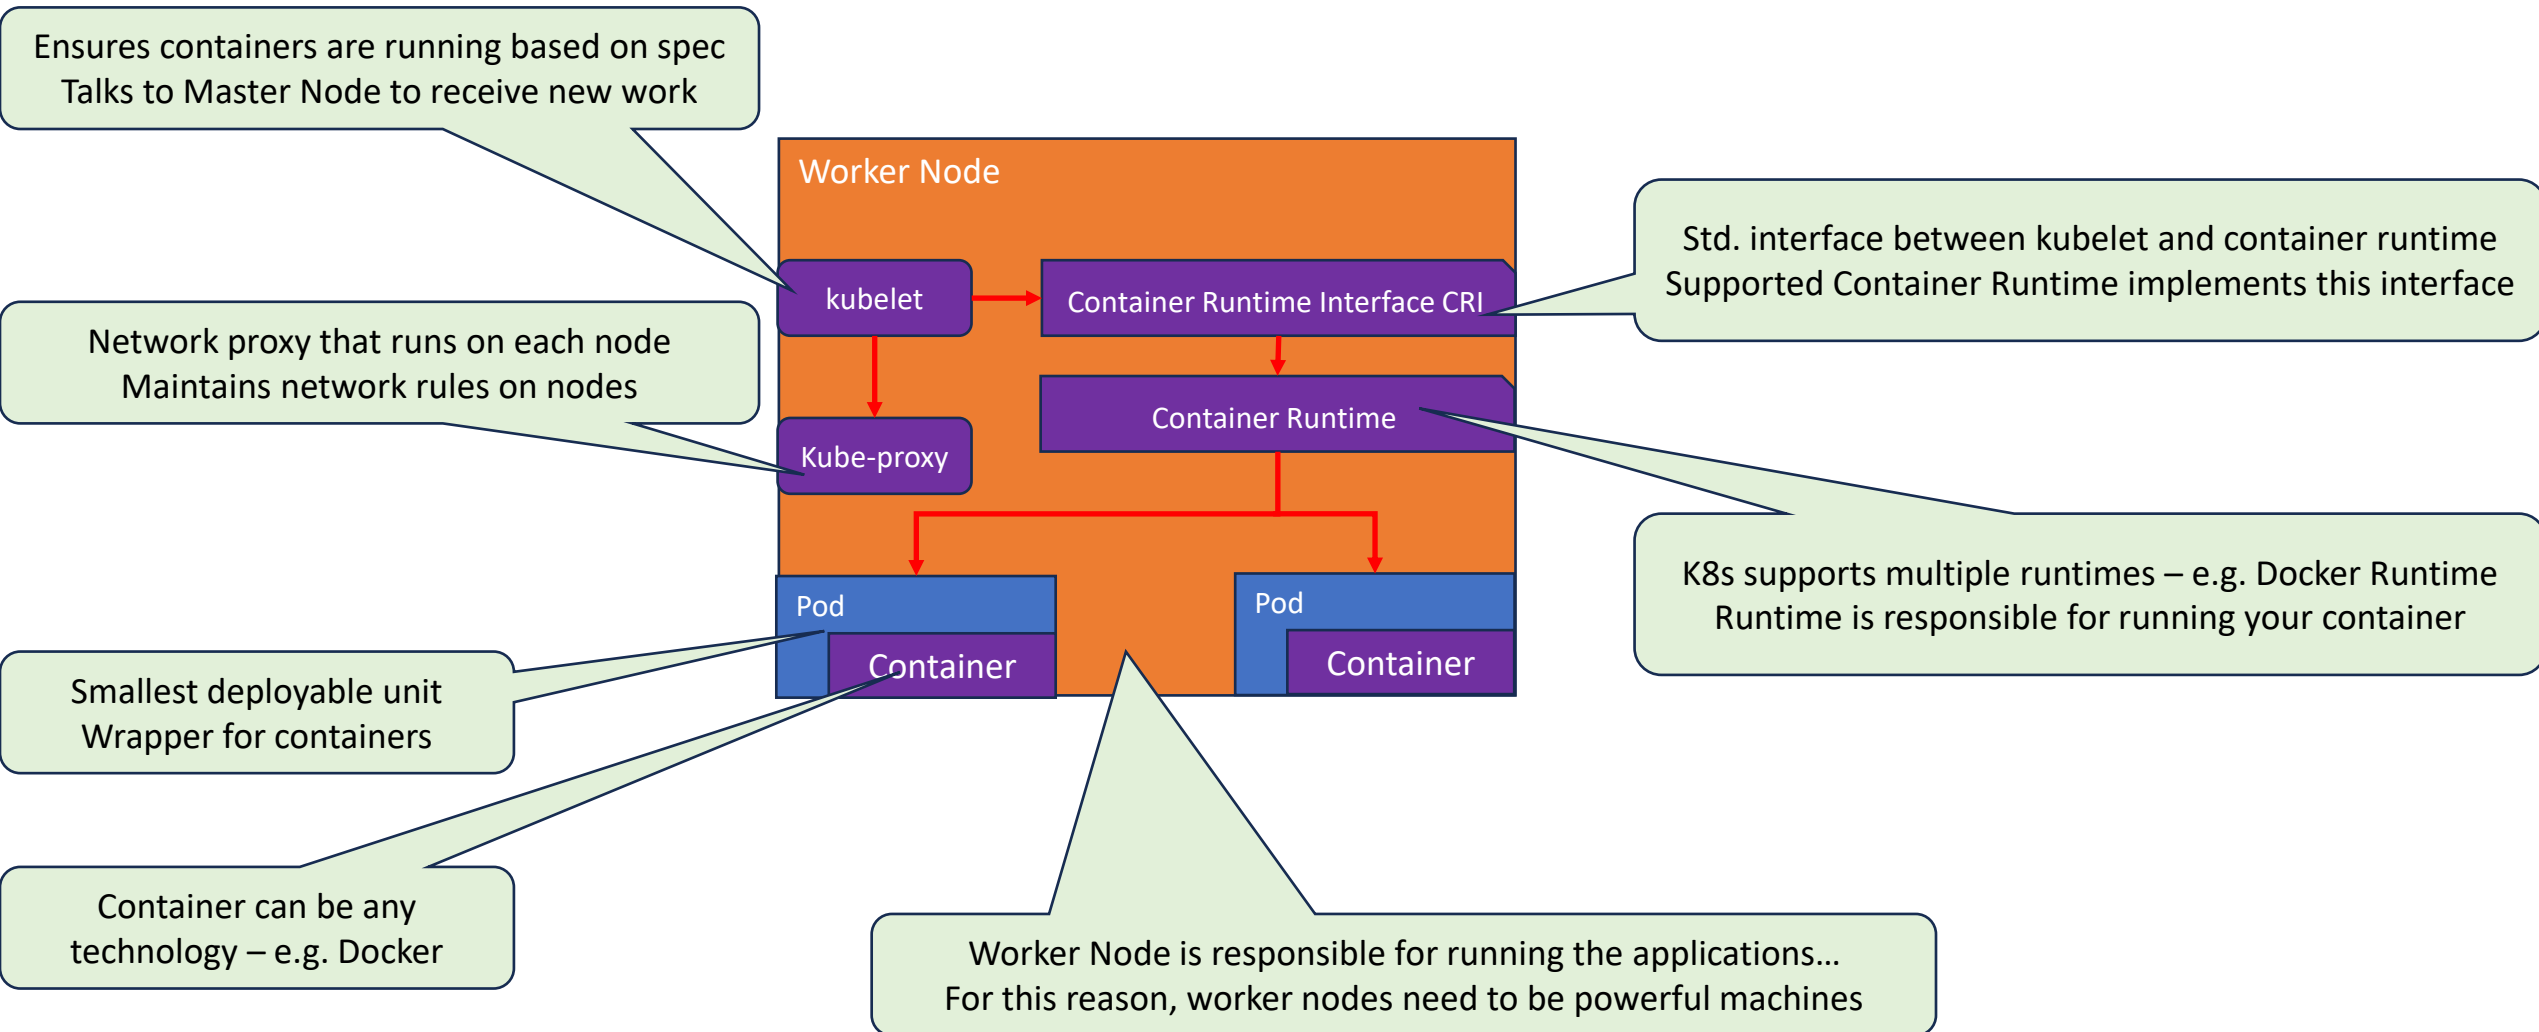 Ensures containers are running based on spec
Talks to Master Node to receive new work
Worker Node
Std. interface between kubelet and container runtime
Supported Container Runtime implements this interface
kubelet
Container Runtime Interface CRI
Network proxy that runs on each node
Maintains network rules on nodes
Container Runtime
Kube-proxy
K8s supports multiple runtimes – e.g. Docker Runtime
Runtime is responsible for running your container
Pod
Container
Pod
Container
Smallest deployable unit
Wrapper for containers
Container can be any
technology – e.g. Docker
Worker Node is responsible for running the applications…
For this reason, worker nodes need to be powerful machines